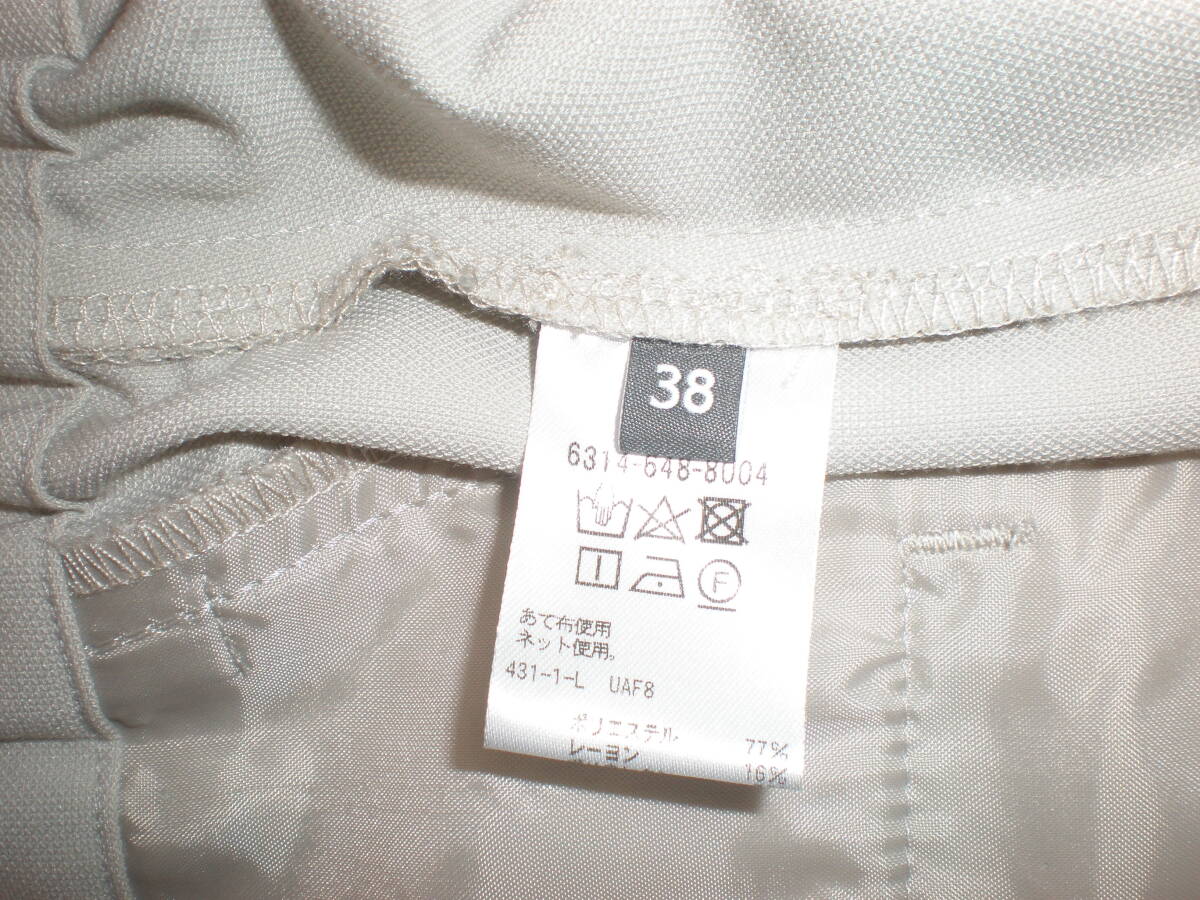 38
6314-648-8004
F
あて布使用
ネット使用。
431-1-L UAF8
ポリエステル 77%
レーヨン 16%